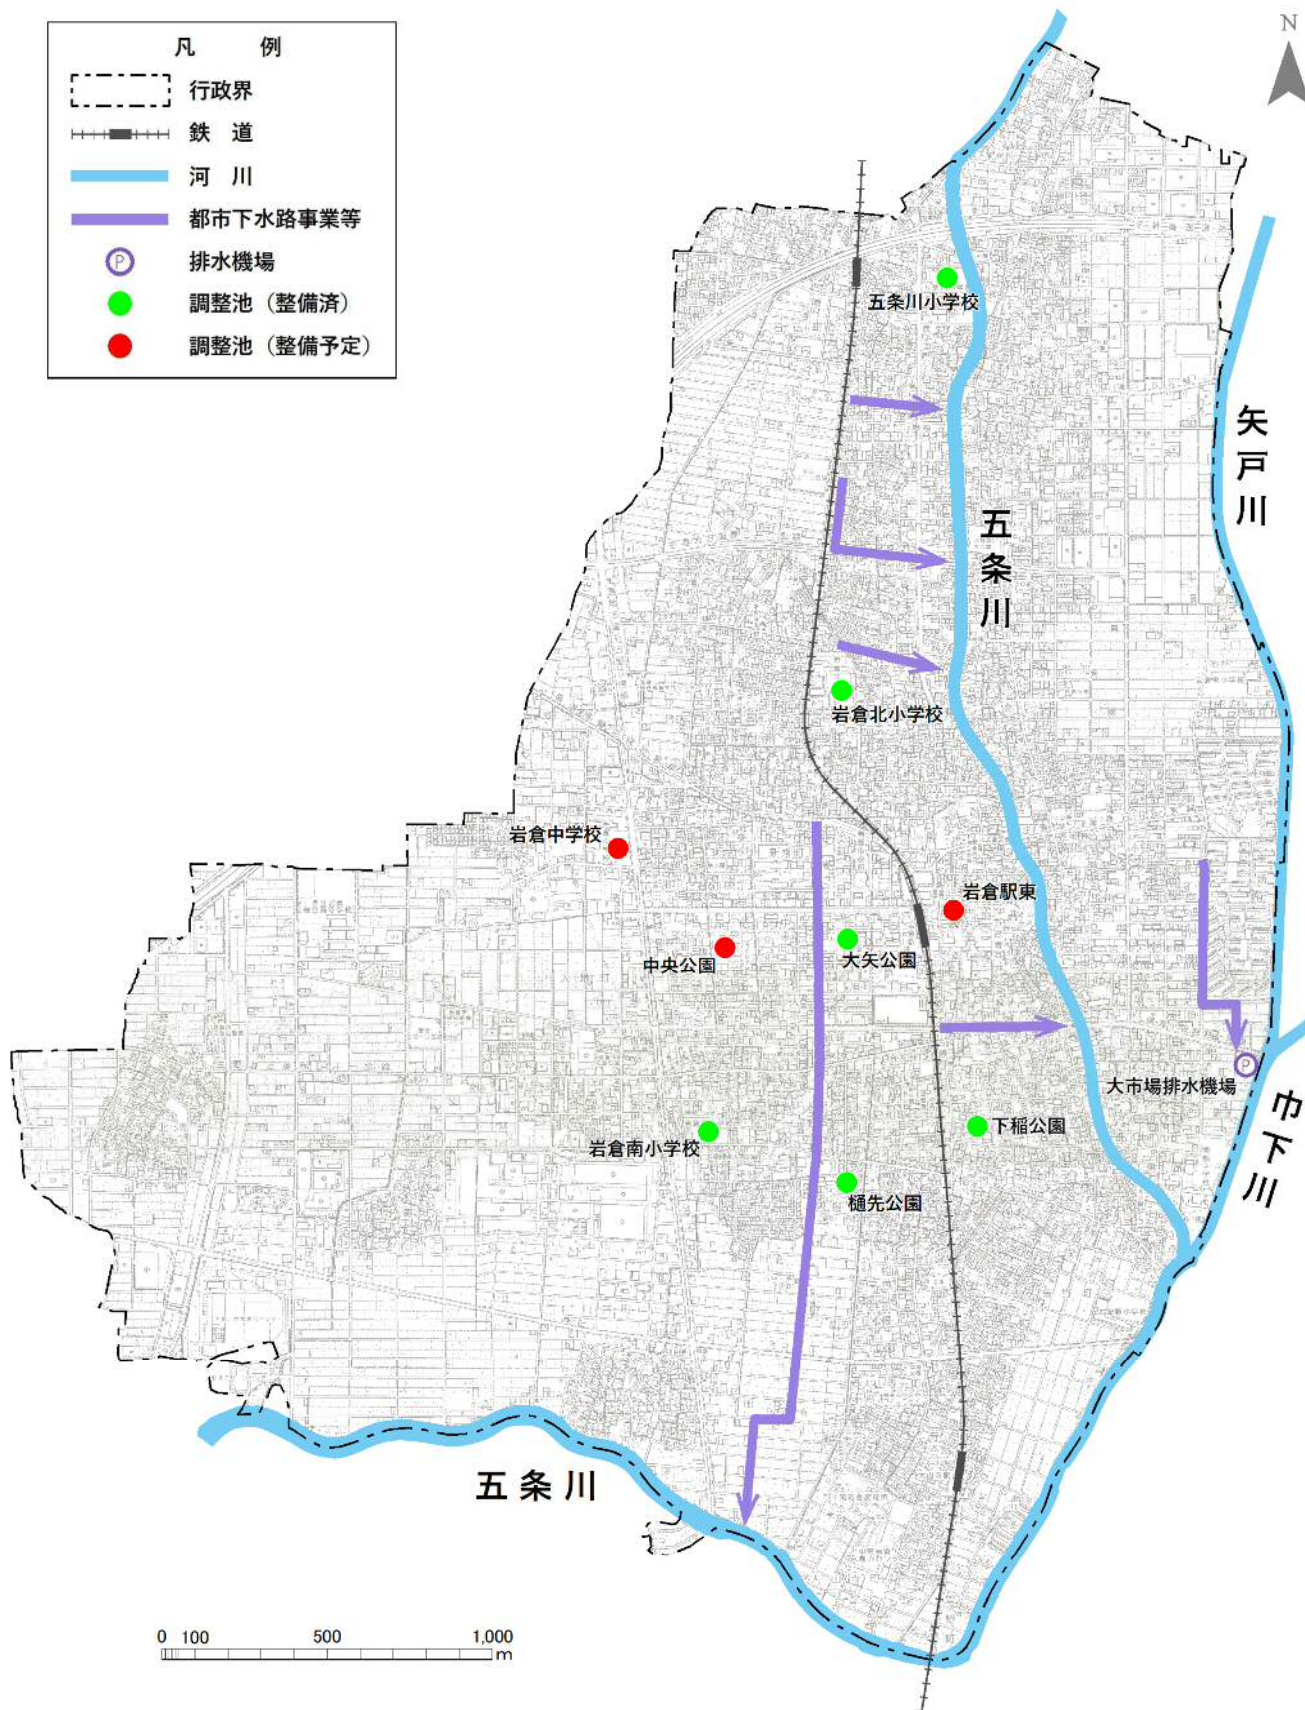 凡 例
行政界
鉄 道
河 川
都市下水路事業等
P
排水機場
調整池（整備済）
調整池（整備予定）
N
五条川小学校
矢戸川
五条川
岩倉北小学校
岩倉中学校
岩倉駅東
中央公園
大矢公園
P
大市場排水機場
巾下川
岩倉南小学校
下稲公園
樋先公園
五条川
0 100 500 1,000
m